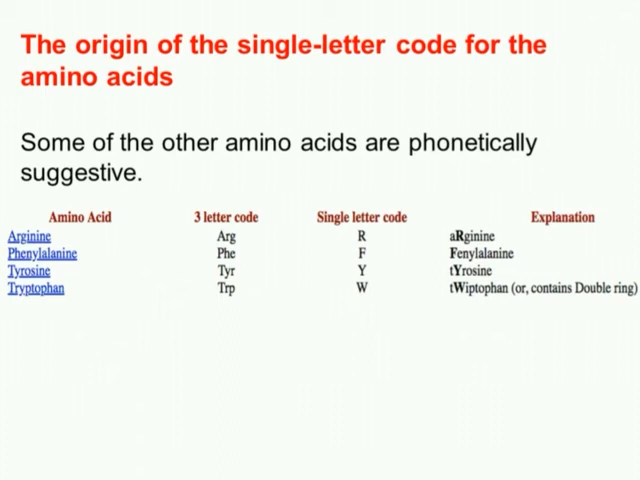 The origin of the single-letter code for the
amino acids
Some of the other amino acids are phonetically
suggestive.
Amino Acid 3 letter code Single letter code Explanation
Arginine Arg R aRginine
Phenylalanine Phe F Fenylalanine
Tyrosine Tyr Y tYrosine
Tryptophan Trp W tWiptophan (or, contains Double ring)